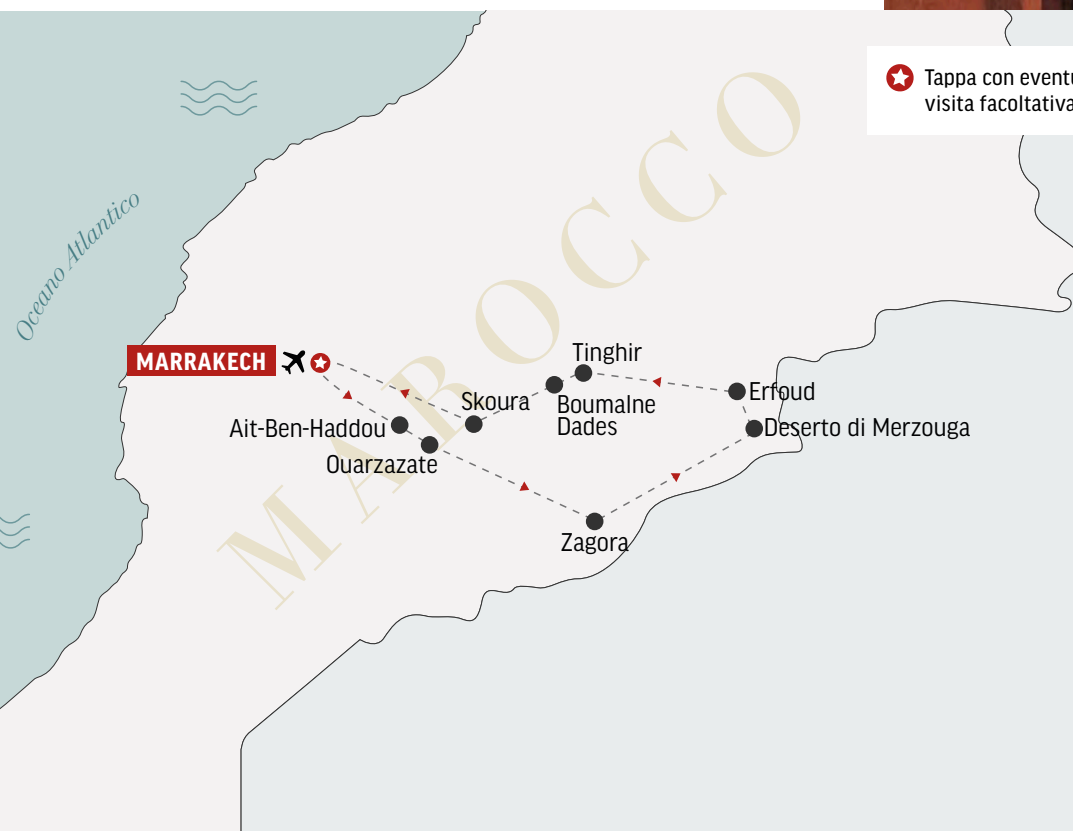 Tappa con
visita facoltativa
Oceano Atlantico
MAROCCO
MARRAKECH
Tinghir
Erfoud
Skoura
Boumalne
Dades
Ait-Ben-Haddou
Deserto di Merzouga
Ouarzazate
Zagora